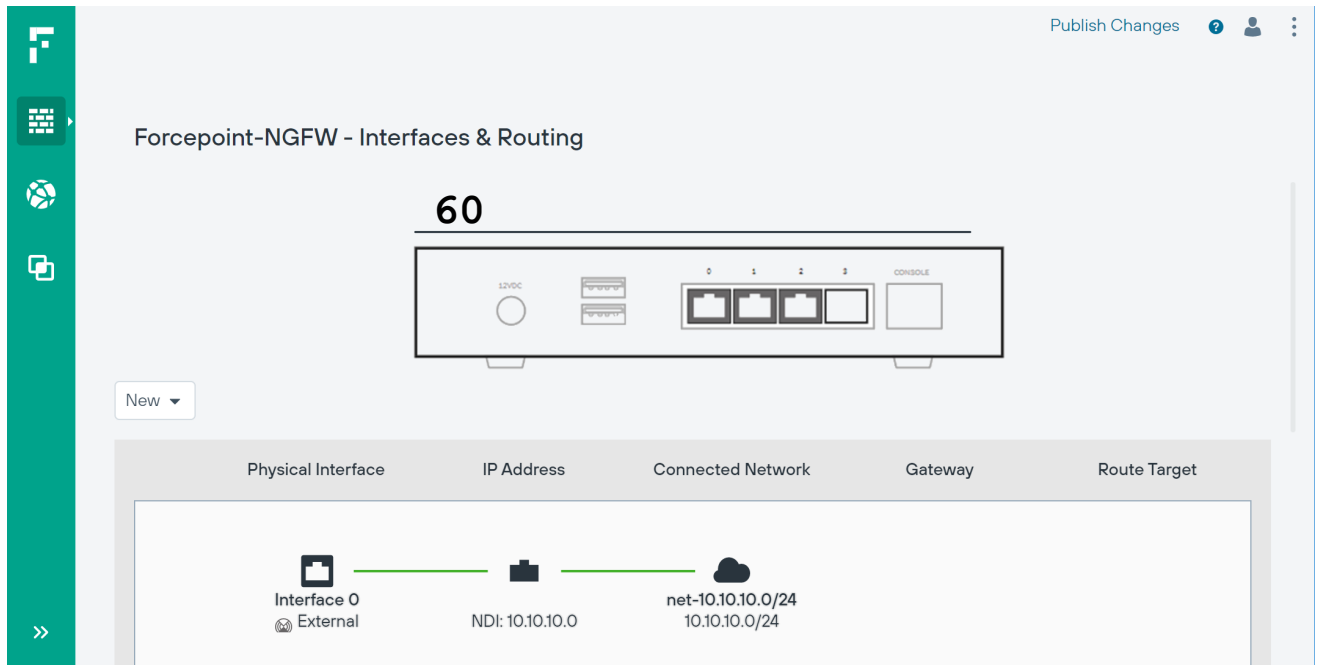 Publish Changes
Forcepoint-NGFW - Interfaces & Routing
60
12VDC
0 1 2 3 CONSOLE
New
Physical Interface IP Address Connected Network Gateway Route Target
Interface 0 net-10.10.10.0/24
External NDI: 10.10.10.0 10.10.10.0/24